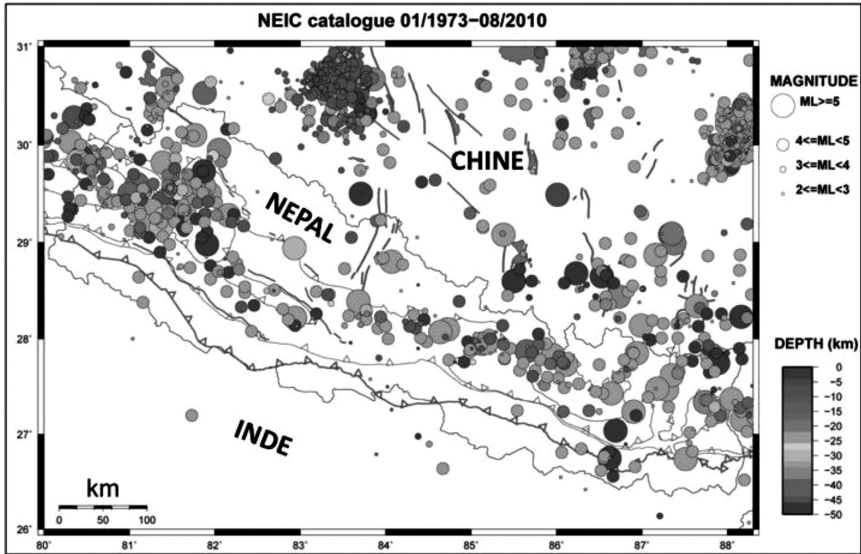 NEIC catalogue 01/1973–08/2010
31°
30°
29°
28°
27°
26°
80°
81°
82°
83°
84°
85°
86°
87°
88°
CHINE
NEPAL
INDE
km
0 50 100
MAGNITUDE
ML>=5
4<=ML<5
3<=ML<4
2<=ML<3
DEPTH (km)
0
−5
−10
−15
−20
−25
−30
−35
−40
−45
−50